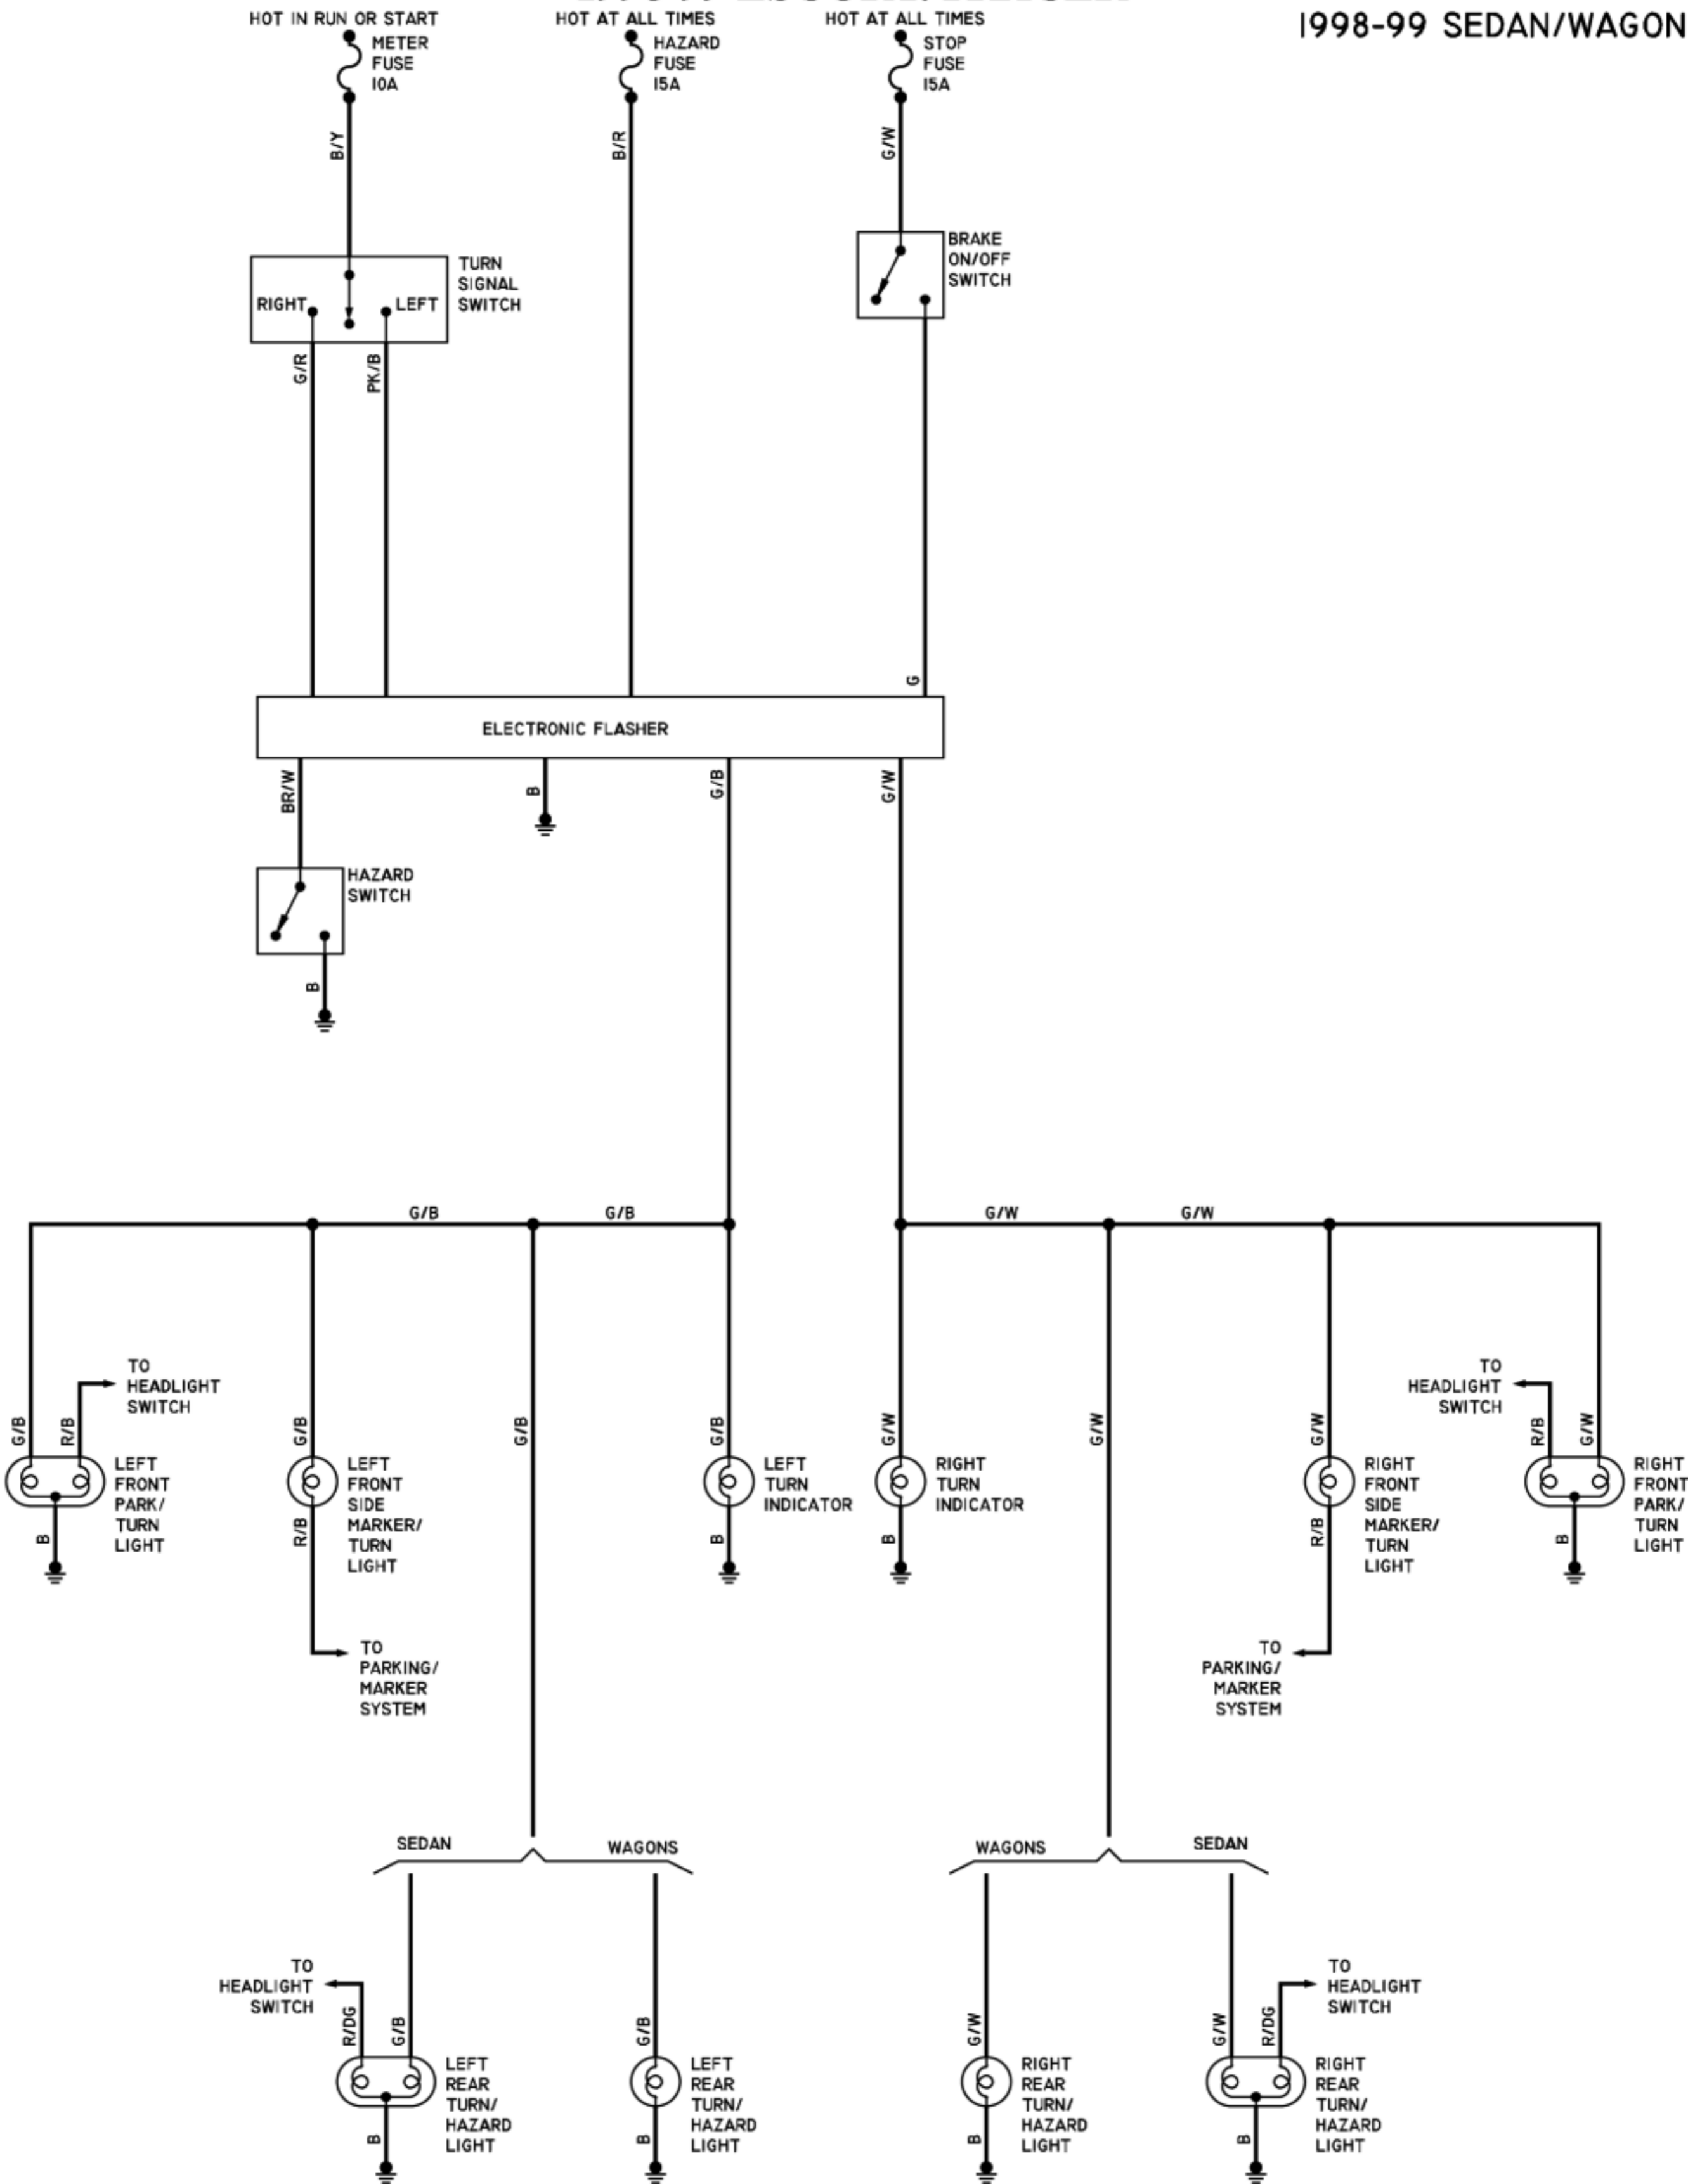 HOT IN RUN OR START
METER
FUSE
10A
HOT AT ALL TIMES
HAZARD
FUSE
15A
HOT AT ALL TIMES
STOP
FUSE
15A
1998-99 SEDAN/WAGON
B/Y
B/R
G/W
TURN
SIGNAL
SWITCH
RIGHT
LEFT
BRAKE
ON/OFF
SWITCH
G/R
PK/B
G
ELECTRONIC FLASHER
BR/W
B
G/B
G/W
HAZARD
SWITCH
B
G/B
G/B
G/W
G/W
TO
HEADLIGHT
SWITCH
TO
HEADLIGHT
SWITCH
G/B
R/B
G/B
G/B
G/B
G/W
G/W
G/W
R/B
G/W
LEFT
FRONT
PARK/
TURN
LIGHT
B
LEFT
FRONT
SIDE
MARKER/
TURN
LIGHT
R/B
LEFT
TURN
INDICATOR
B
RIGHT
TURN
INDICATOR
B
RIGHT
FRONT
SIDE
MARKER/
TURN
LIGHT
R/B
RIGHT
FRONT
PARK/
TURN
LIGHT
B
TO
PARKING/
MARKER
SYSTEM
TO
PARKING/
MARKER
SYSTEM
SEDAN
WAGONS
WAGONS
SEDAN
TO
HEADLIGHT
SWITCH
TO
HEADLIGHT
SWITCH
R/DG
G/B
G/B
G/W
G/W
R/DG
LEFT
REAR
TURN/
HAZARD
LIGHT
B
LEFT
REAR
TURN/
HAZARD
LIGHT
B
RIGHT
REAR
TURN/
HAZARD
LIGHT
B
RIGHT
REAR
TURN/
HAZARD
LIGHT
B